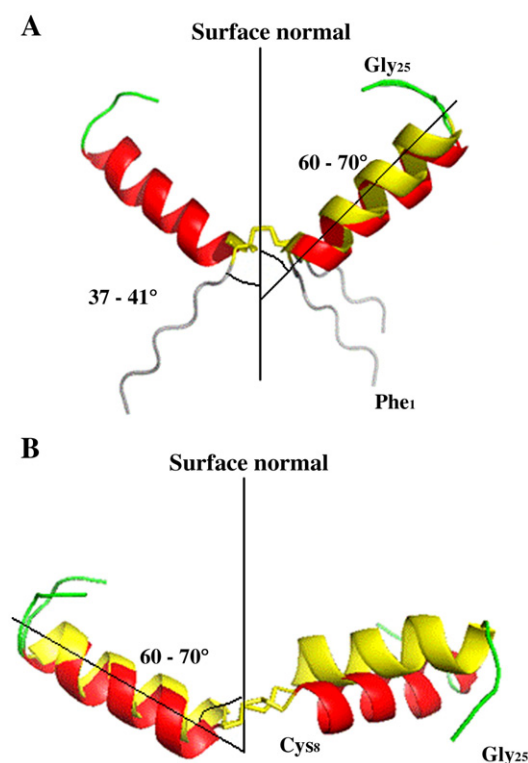 A
Surface normal
Gly25
60 - 70°
37 - 41°
Phe1
B
Surface normal
60 - 70°
Cys8
Gly25